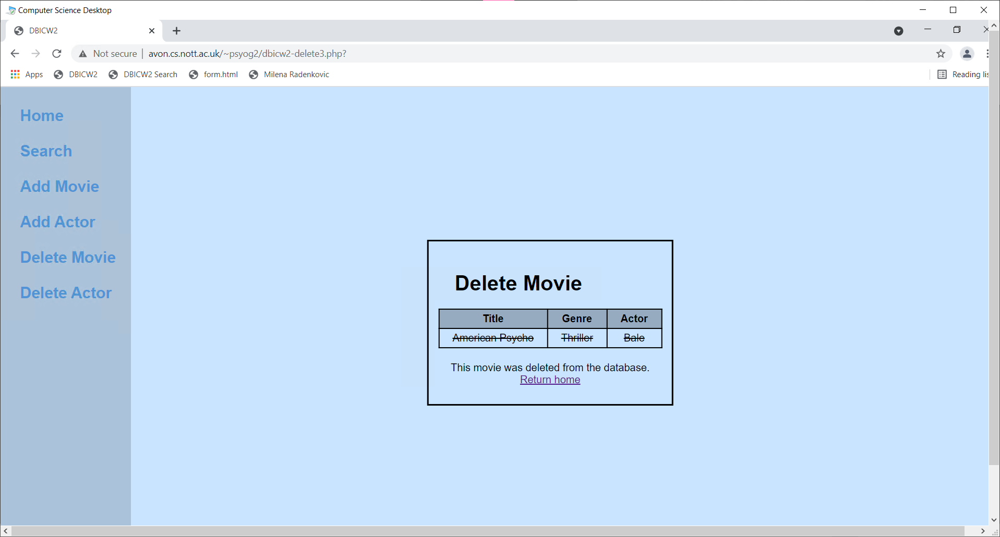 Computer Science Desktop
DBICW2
Not secure | avon.cs.nott.ac.uk/~psyog2/dbicw2-delete3.php?
Apps DBICW2 DBICW2 Search form.html Milena Radenkovic Reading lis
Home
Search
Add Movie
Add Actor
Delete Movie
Delete Actor
Delete Movie
Title Genre Actor
American Psycho Thriller Bale
This movie was deleted from the database.
Return home